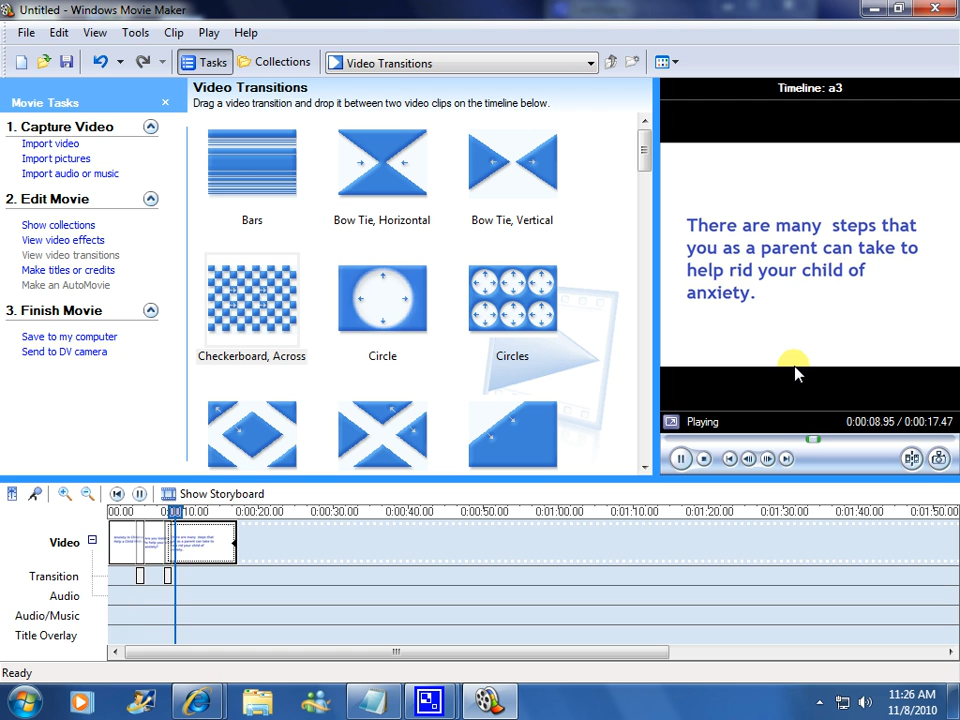 Untitled - Windows Movie Maker
File Edit View Tools Clip Play Help
Tasks Collections Video Transitions
Movie Tasks
1. Capture Video
Import video
Import pictures
Import audio or music
2. Edit Movie
Show collections
View video effects
View video transitions
Make titles or credits
Make an AutoMovie
3. Finish Movie
Save to my computer
Send to DV camera
Video Transitions
Drag a video transition and drop it between two video clips on the timeline below.
Bars Bow Tie, Horizontal Bow Tie, Vertical
Checkerboard, Across Circle Circles
Timeline: a3
There are many steps that
you as a parent can take to
help rid your child of
anxiety.
Playing 0:00:08.95 / 0:00:17.47
Show Storyboard
00.00 0:00:10.00 0:00:20.00 0:00:30.00 0:00:40.00 0:00:50.00 0:01:00.00 0:01:10.00 0:01:20.00 0:01:30.00 0:01:40.00 0:01:50.00
Video
Transition
Audio
Audio/Music
Title Overlay
Ready
11:26 AM
11/8/2010